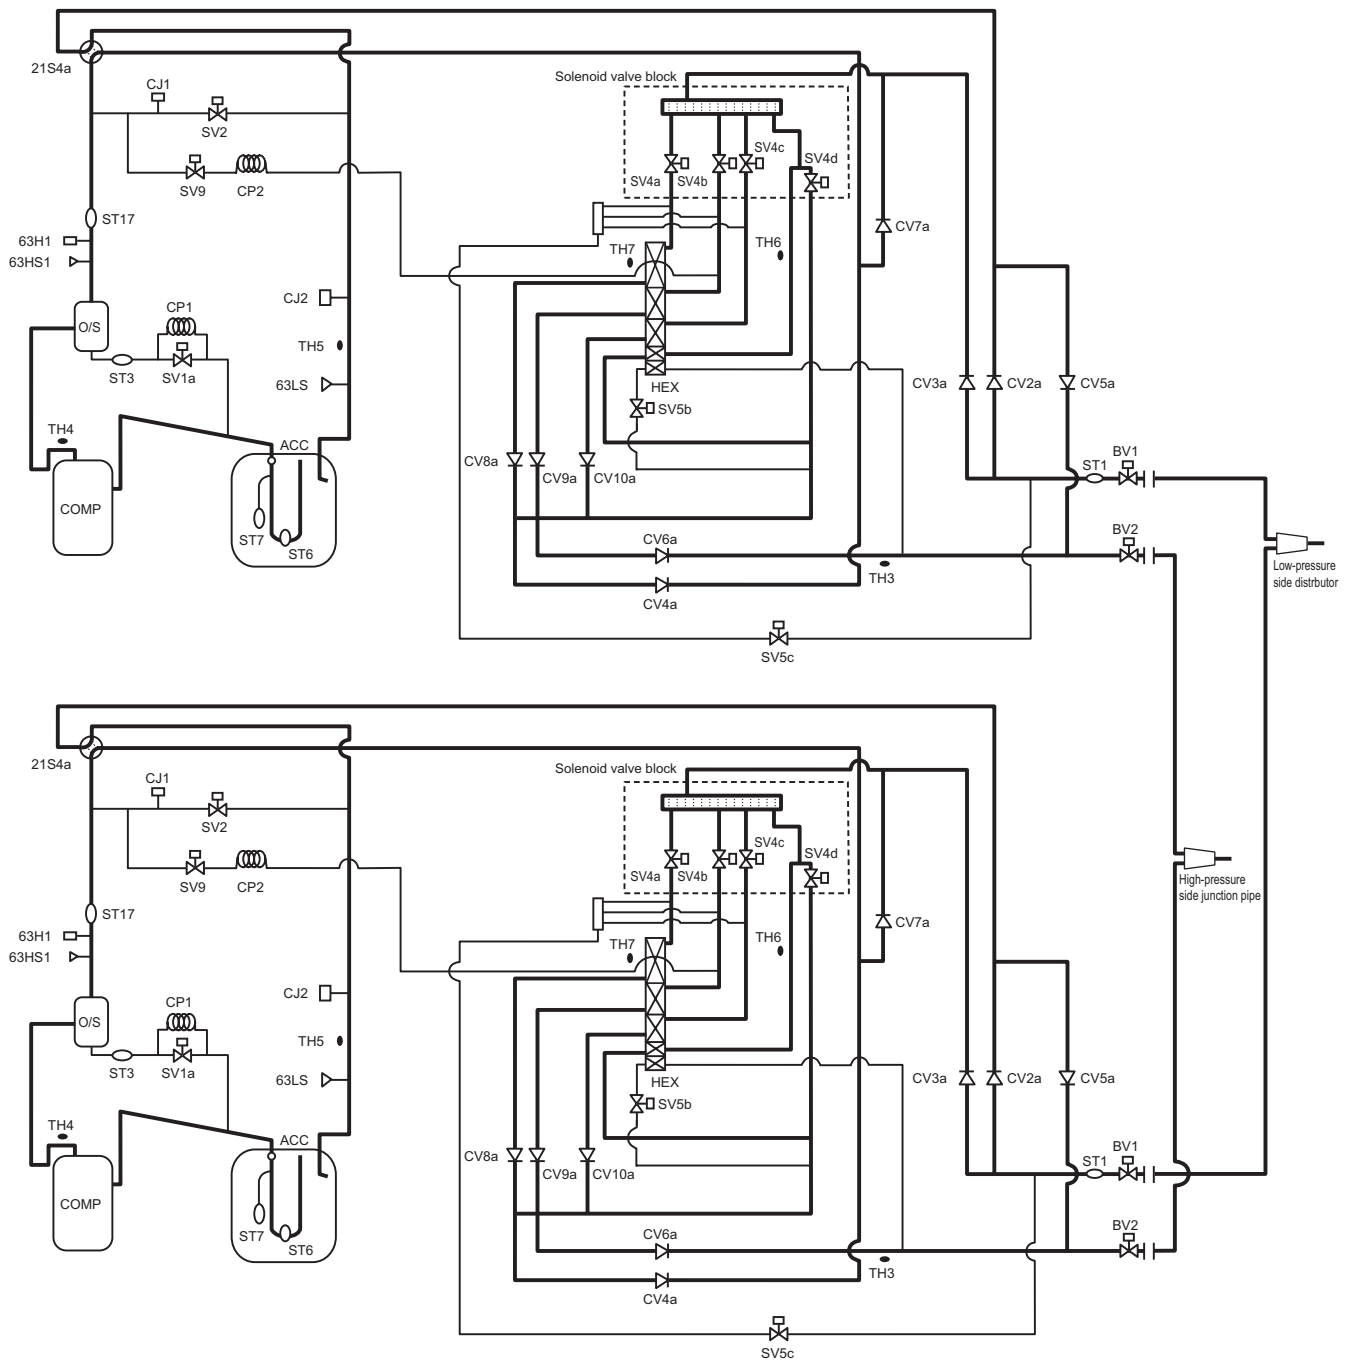 21S4a
CJ1
SV2
SV9
CP2
ST17
63H1
63HS1
CJ2
O/S
CP1
TH5
ST3
SV1a
63LS
TH4
ACC
COMP
ST7
ST6
Solenoid valve block
SV4c
SV4d
SV4a
SV4b
TH7
TH6
CV7a
HEX
SV5b
CV3a
CV2a
CV5a
CV8a
CV9a
CV10a
BV1
ST1
BV2
CV6a
TH3
CV4a
SV5c
Low-pressure
side distrbutor
21S4a
CJ1
SV2
SV9
CP2
ST17
63H1
63HS1
CJ2
O/S
CP1
TH5
ST3
SV1a
63LS
TH4
ACC
COMP
ST7
ST6
Solenoid valve block
SV4c
SV4d
SV4a
SV4b
TH7
TH6
CV7a
HEX
SV5b
CV3a
CV2a
CV5a
CV8a
CV9a
CV10a
BV1
ST1
BV2
CV6a
TH3
CV4a
SV5c
High-pressure
side junction pipe